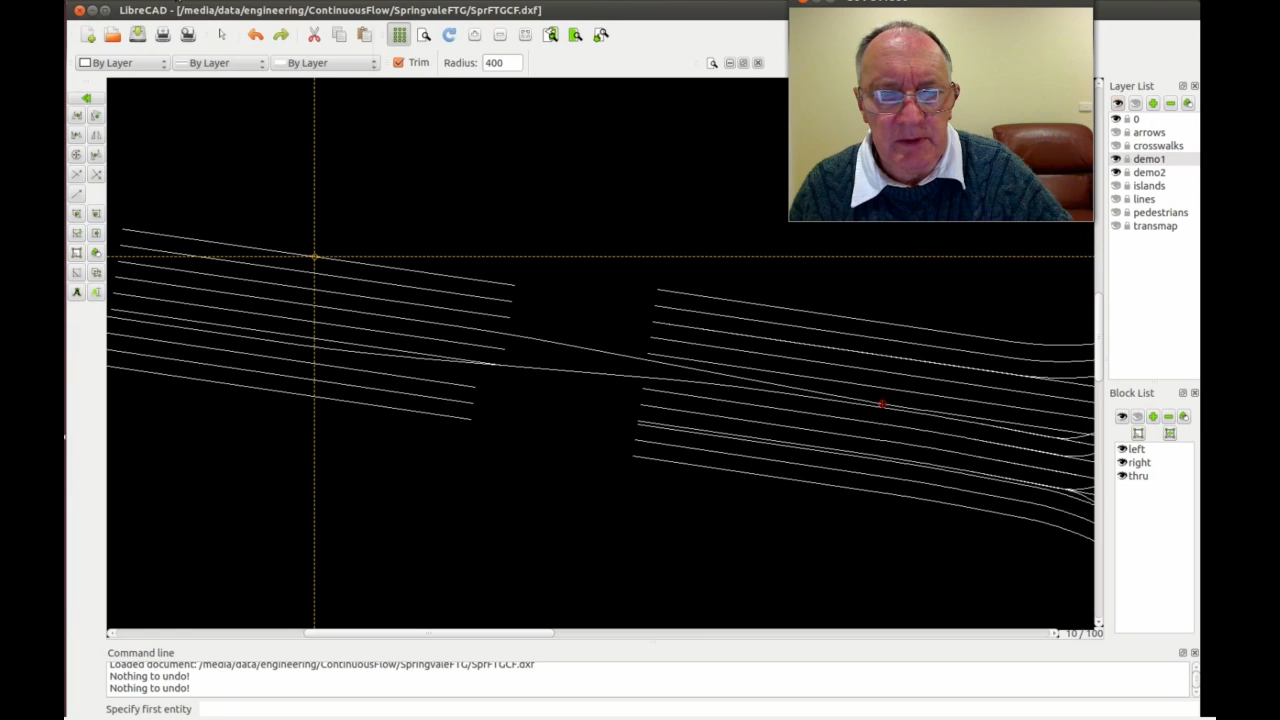 LibreCAD - [/media/data/engineering/ContinuousFlow/SpringvaleFTG/SprFTGCF.dxf]
By Layer
By Layer
By Layer
Trim
Radius:
400
Layer List
0
arrows
crosswalks
demo1
demo2
islands
lines
pedestrians
transmap
Block List
left
right
thru
10 / 100
Command line
Loaded document: /media/data/engineering/ContinuousFlow/SpringvaleFTG/SprFTGCF.dxf
Nothing to undo!
Nothing to undo!
Specify first entity